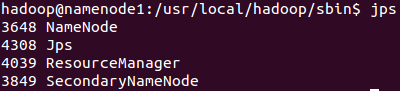 hadoop@namenode1:/usr/local/hadoop/sbin$ jps
3648 NameNode
4308 Jps
4039 ResourceManager
3849 SecondaryNameNode